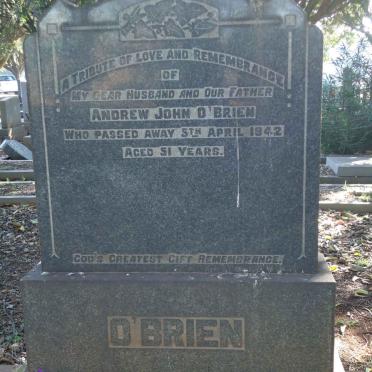 A TRIBUTE OF LOVE AND REMEMBRANCE
OF
MY DEAR HUSBAND AND OUR FATHER
ANDREW JOHN O'BRIEN
WHO PASSED AWAY 5TH APRIL 1942
AGED 51 YEARS.
GOD'S GREATEST GIFT REMEMBRANCE.
O'BRIEN